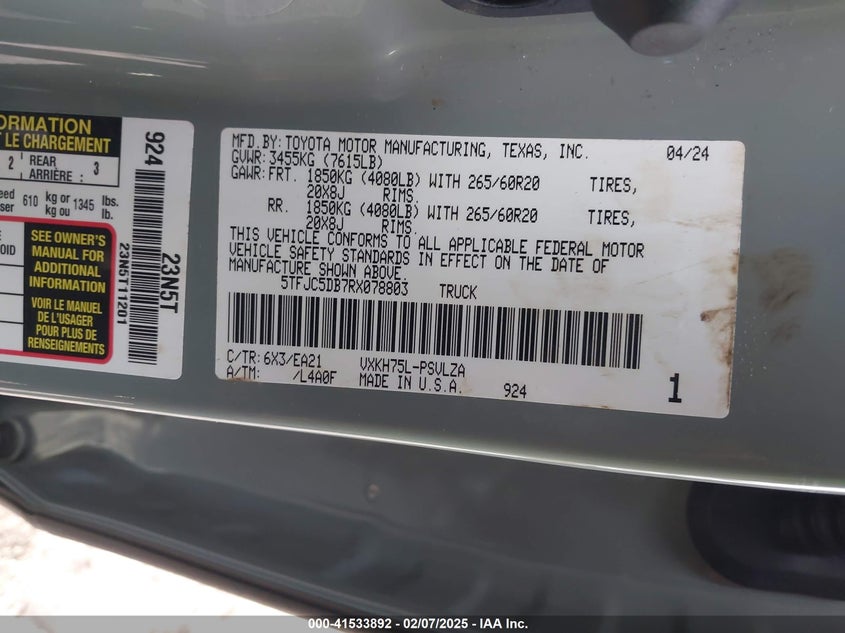 ORMATION
T LE CHARGEMENT
2 REAR ARRIÈRE : 3
eed
ser 610 kg or kg ou 1345 lbs. lb.
SEE OWNER'S
MANUAL FOR
ADDITIONAL
INFORMATION
VOIR LE MANUEL
DE L'USAGER
POUR PLUS DE
RENSEIGNEMENTS
OID
924
23N5T
23N5T11201
MFD.BY: TOYOTA MOTOR MANUFACTURING, TEXAS, INC. 04/24
GVWR: 3455KG (7615LB)
GAWR: FRT. 1850KG (4080LB) WITH 265/60R20 TIRES,
20X8J RIMS.
RR. 1850KG (4080LB) WITH 265/60R20 TIRES,
20X8J RIMS.
THIS VEHICLE CONFORMS TO ALL APPLICABLE FEDERAL MOTOR
VEHICLE SAFETY STANDARDS IN EFFECT ON THE DATE OF
MANUFACTURE SHOWN ABOVE.
5TFJC5DB7RX078803 TRUCK
C/TR: 6X3/EA21 VXKH75L-PSVLZA
A/TM: /L4A0F MADE IN U.S.A. 924 1
000-41533892 - 02/07/2025 - IAA Inc.